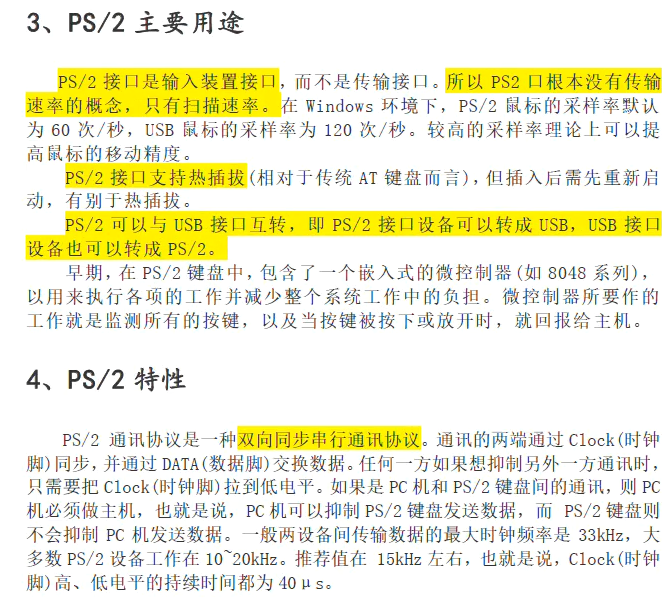 3、PS/2 主要用途
PS/2 接口是输入装置接口,而不是传输接口。所以 PS2 口根本没有传输
速率的概念,只有扫描速率。在 Windows 环境下，PS/2 鼠标的采样率默认
为 60 次/秒，USB 鼠标的采样率为 120 次/秒。较高的采样率理论上可以提
高鼠标的移动精度。
PS/2 接口支持热插拔(相对于传统 AT 键盘而言),但插入后需先重新启
动，有别于热插拔。
PS/2 可以与 USB 接口互转，即 PS/2 接口设备可以转成 USB，USB 接口
设备也可以转成 PS/2。
早期，在 PS/2 键盘中，包含了一个嵌入式的微控制器(如 8048 系列)，
以用来执行各项的工作并减少整个系统工作中的负担。微控制器所要作的
工作就是监测所有的按键，以及当按键被按下或放开时，就回报给主机。
4、PS/2 特性
PS/2 通讯协议是一种双向同步串行通讯协议。通讯的两端通过 Clock(时钟
脚)同步,并通过 DATA(数据脚)交换数据。任何一方如果想抑制另外一方通讯时,
只需要把 Clock(时钟脚)拉到低电平。如果是 PC 机和 PS/2 键盘间的通讯，则 PC
机必须做主机，也就是说，PC 机可以抑制 PS/2 键盘发送数据，而 PS/2 键盘则
不会抑制 PC 机发送数据。一般两设备间传输数据的最大时钟频率是 33kHz，大
多数 PS/2 设备工作在 10~20kHz。推荐值在 15kHz 左右，也就是说，Clock(时钟
脚)高、低电平的持续时间都为 40μs。